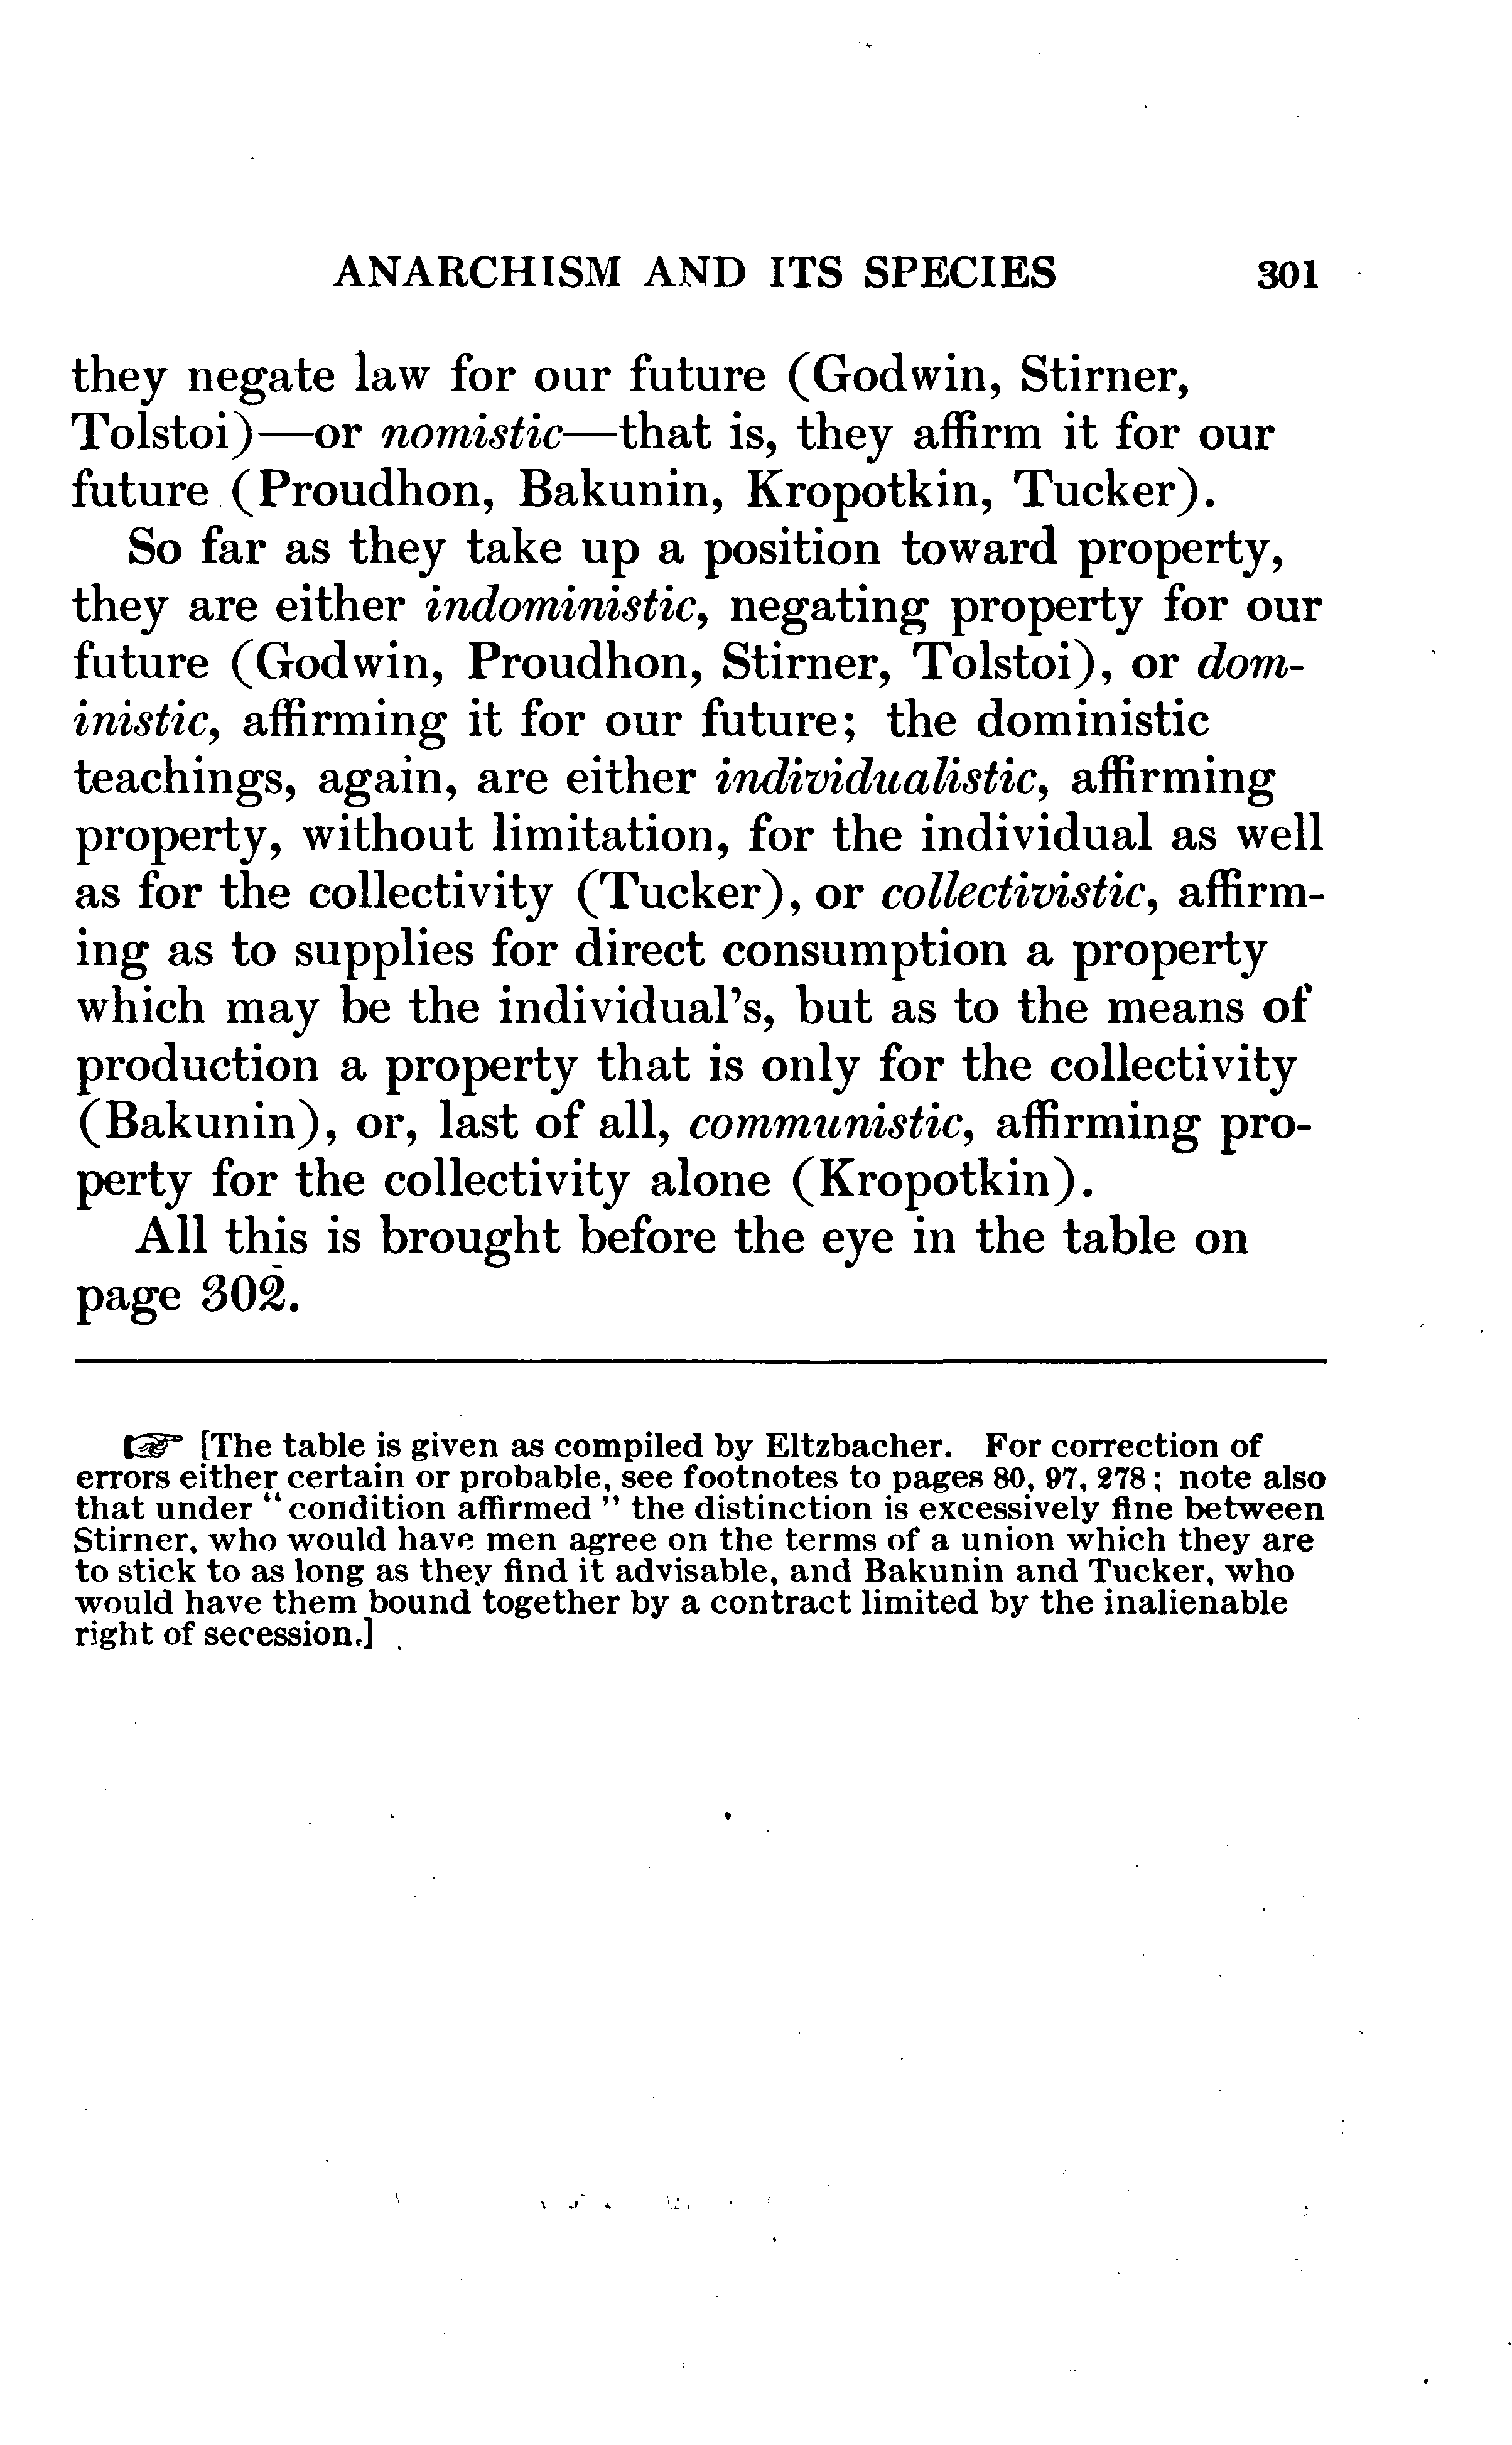 ANARCHISM AND ITS SPECIES 301
they negate law for our future (Godwin, Stirner,
Tolstoi)—or nomistic—that is, they affirm it for our
future (Proudhon, Bakunin, Kropotkin, Tucker).
So far as they take up a position toward property,
they are either indoministic, negating property for our
future (Godwin, Proudhon, Stirner, Tolstoi), or dom-
inistic, affirming it for our future; the doministic
teachings, again, are either individualistic, affirming
property, without limitation, for the individual as well
as for the collectivity (Tucker), or collectivistic, affirm-
ing as to supplies for direct consumption a property
which may be the individual's, but as to the means of
production a property that is only for the collectivity
(Bakunin), or, last of all, communistic, affirming pro-
perty for the collectivity alone (Kropotkin).
All this is brought before the eye in the table on
page 302.
☞ [The table is given as compiled by Eltzbacher. For correction of
errors either certain or probable, see footnotes to pages 80, 97, 278; note also
that under "condition affirmed" the distinction is excessively fine between
Stirner, who would have men agree on the terms of a union which they are
to stick to as long as they find it advisable, and Bakunin and Tucker, who
would have them bound together by a contract limited by the inalienable
right of secession.]